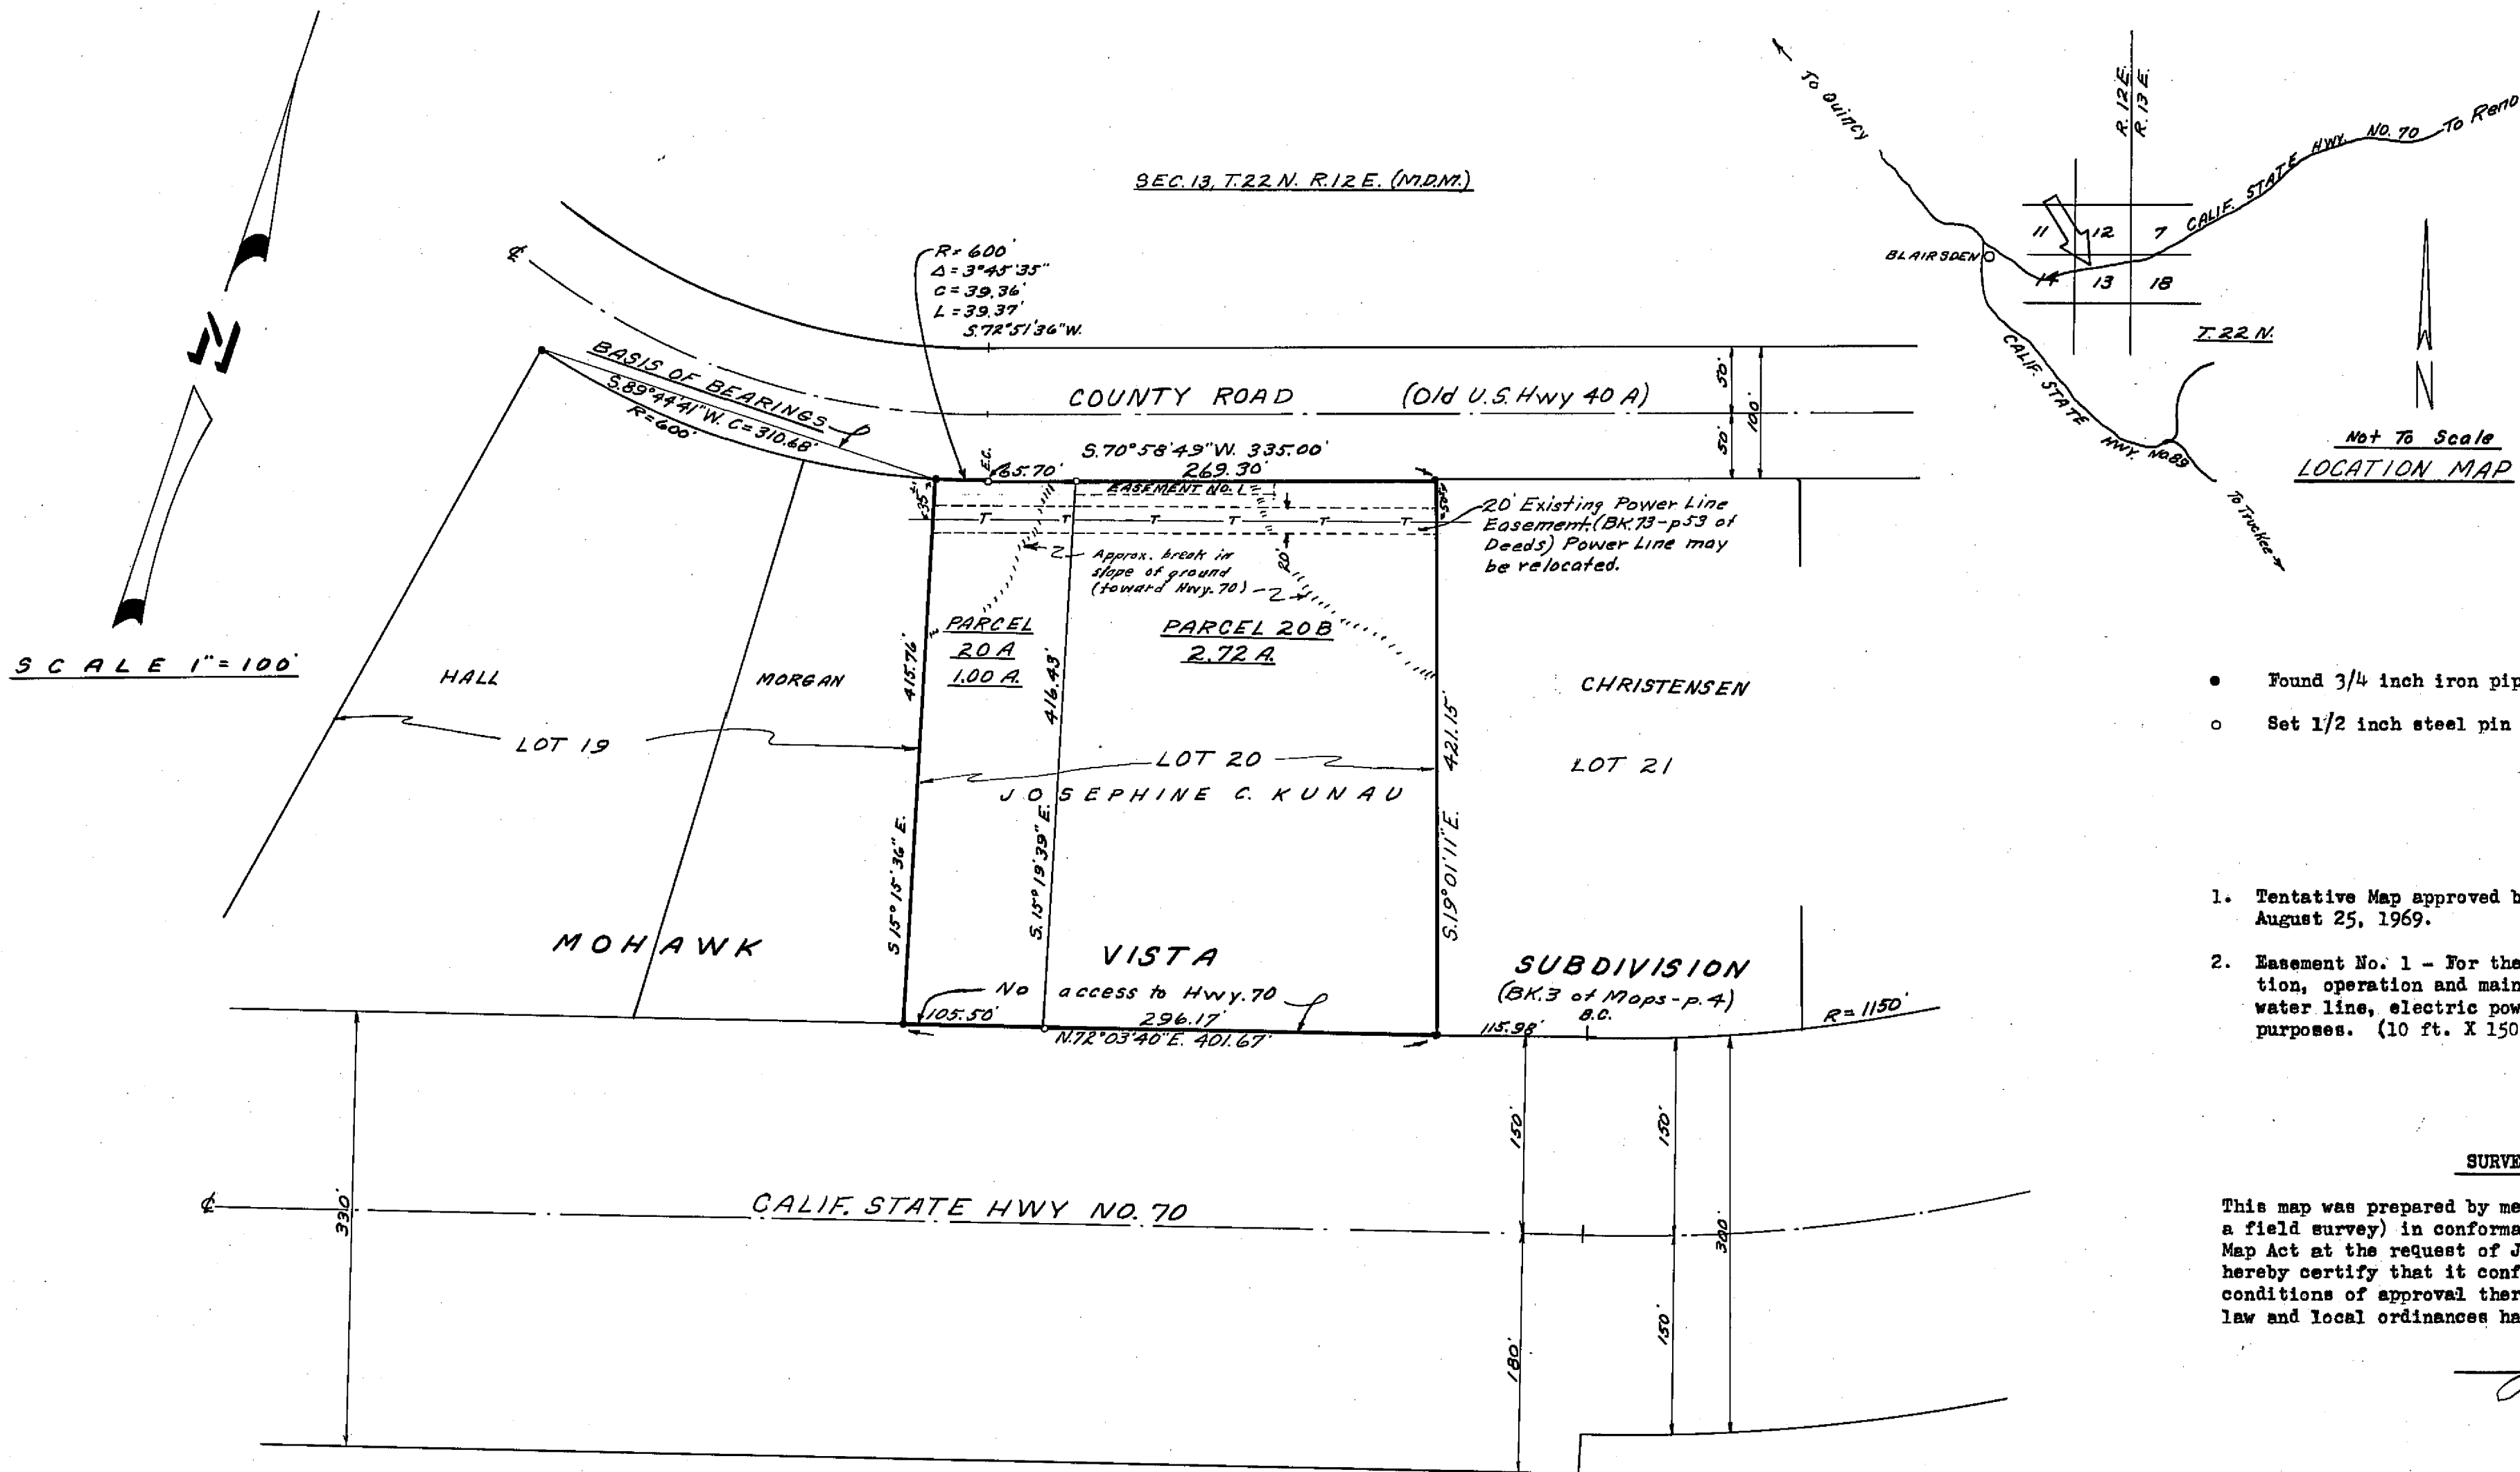 N
SCALE 1"=100'
SEC. 13, T.22 N. R.12 E. (M.D.M.)
R= 600'
Δ = 3°45'35"
C = 39.36'
L = 39.37'
S.72°51'36"W.
BASIS OF BEARINGS
S.89°44'41"W. C=310.68'
R=600'
COUNTY ROAD (Old U.S. Hwy 40 A)
50'
50'
100'
S.70°58'49"W. 335.00'
E.C.
65.70'
269.30'
EASEMENT NO. 1
35'
50'
T T T T T T
20' Existing Power Line
Easement (BK.73-p53 of
Deeds) Power Line may
be relocated.
20'
Approx. break in
slope of ground
(toward Hwy. 70)
PARCEL
20 A
1.00 A.
PARCEL 20B
2.72 A.
HALL
MORGAN
CHRISTENSEN
LOT 19
LOT 20
LOT 21
JOSEPHINE C. KUNAU
415.76'
S 15° 15' 36" E.
416.43'
S. 15° 19' 39" E.
421.15'
S.19°01'11"E.
MOHAWK VISTA SUBDIVISION
(BK.3 of Maps-p.4)
No access to Hwy. 70
105.50'
296.17'
N.72°03'40"E. 401.67'
115.98'
B.C.
R=1150'
CALIF. STATE HWY NO. 70
330'
150'
180'
150'
150'
300'
To Quincy
R. 12 E.
R. 13 E.
CALIF. STATE HWY. NO. 70 To Reno
BLAIRSDEN
11 12 7
14 13 18
T. 22 N.
CALIF. STATE HWY. NO. 89
To Truckee
N
Not To Scale
LOCATION MAP
Found 3/4 inch iron pip
Set 1/2 inch steel pin
1. Tentative Map approved b
August 25, 1969.
2. Easement No. 1 - For the
tion, operation and main
water line, electric pow
purposes. (10 ft. X 150
SURVE
This map was prepared by me
a field survey) in conforma
Map Act at the request of J
hereby certify that it conf
conditions of approval ther
law and local ordinances ha